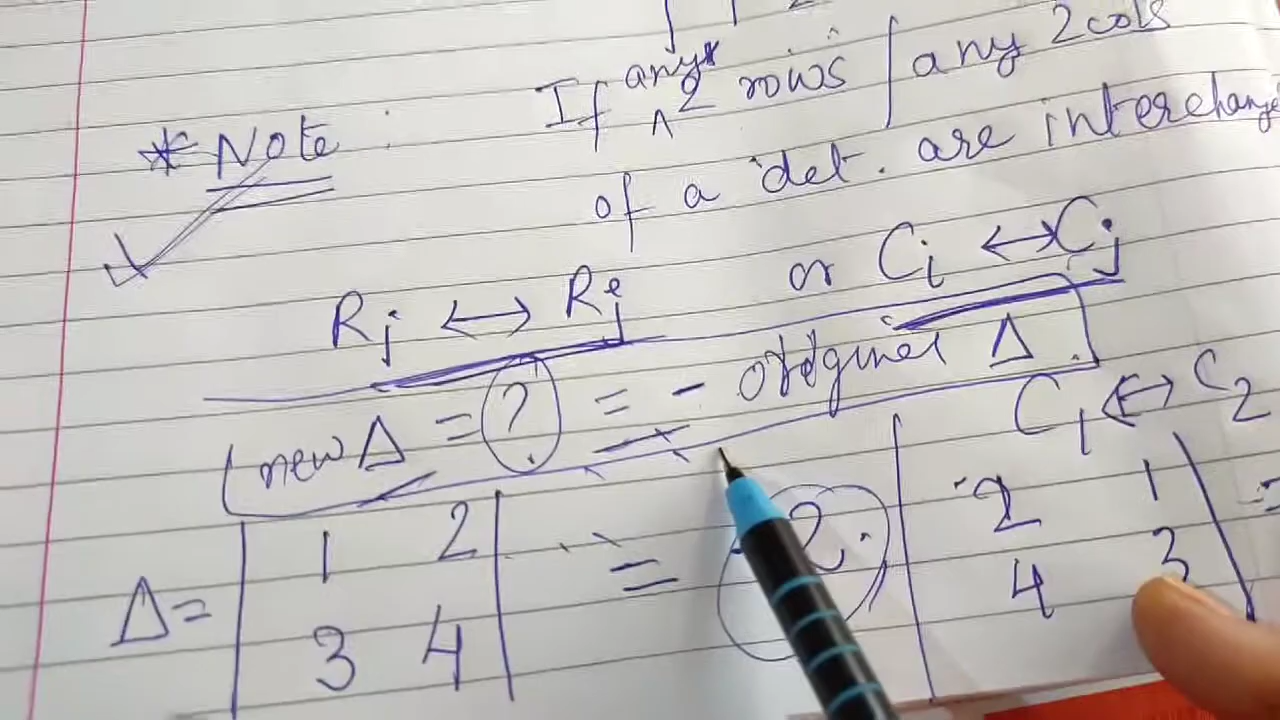 If any 2 rows / any 2 cols
* Note :
of a det. are interchange
Ri ↔ Rj or Ci ↔ Cj
new Δ = ? = - original Δ
C1 ↔ C2
Δ = | 1 2 | = -2. | 2 1 | =
| 3 4 | | 4 3 |